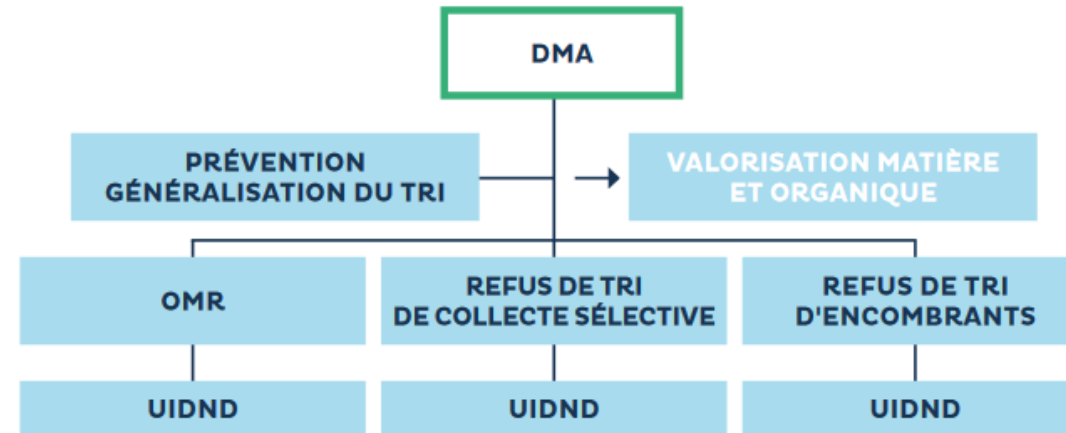 DMA
PRÉVENTION
GÉNÉRALISATION DU TRI
VALORISATION MATIÈRE
ET ORGANIQUE
OMR
REFUS DE TRI
DE COLLECTE SÉLECTIVE
REFUS DE TRI
D'ENCOMBRANTS
UIDND
UIDND
UIDND